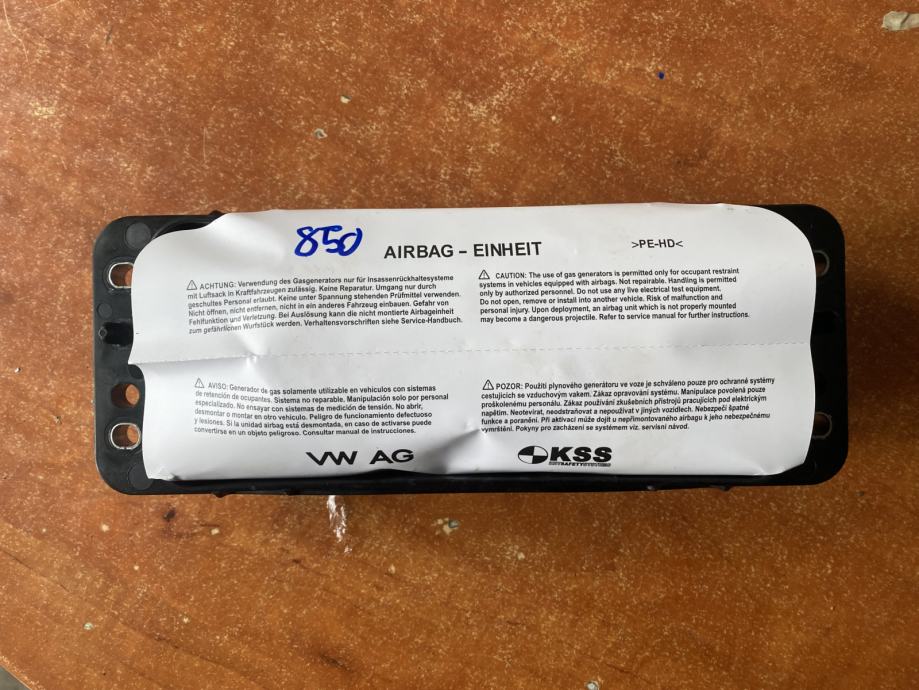 850
AIRBAG – EINHEIT
>PE-HD<
⚠ ACHTUNG: Verwendung des Gasgenerators nur für Insassenrückhaltesysteme
mit Luftsack in Kraftfahrzeugen zulässig. Keine Reparatur. Umgang nur durch
geschultes Personal erlaubt. Keine unter Spannung stehenden Prüfmittel verwenden.
Nicht öffnen, nicht entfernen, nicht in ein anderes Fahrzeug einbauen. Gefahr von
Fehlfunktion und Verletzung. Bei Auslösung kann die nicht montierte Airbageinheit
zum gefährlichen Wurfstück werden. Verhaltensvorschriften siehe Service-Handbuch.
⚠ CAUTION: The use of gas generators is permitted only for occupant restraint
systems in vehicles equipped with airbags. Not repairable. Handling is permitted
only by authorized personnel. Do not use any live electrical test equipment.
Do not open, remove or install into another vehicle. Risk of malfunction and
personal injury. Upon deployment, an airbag unit which is not properly mounted
may become a dangerous projectile. Refer to service manual for further instructions.
⚠ AVISO: Generador de gas solamente utilizable en vehiculos con sistemas
de retención de ocupantes. Sistema no reparable. Manipulación solo por personal
especializado. No ensayar con sistemas de medición de tensión. No abrir,
desmontar o montar en otro vehículo. Peligro de funcionamiento defectuoso
y lesiones. Si la unidad airbag está desmontada, en caso de activarse puede
convertirse en un objeto peligroso. Consultar manual de instrucciones.
⚠ POZOR: Použití plynového generátoru ve voze je schváleno pouze pro ochranné systémy
cestujících se vzduchovým vakem. Zákaz opravování systému. Manipulace povolená pouze
proškolenému personálu. Zákaz používání zkušebních přístrojů pracujících pod elektrickým
napětím. Neotevírat, neodstraňovat a nepoužívat v jiných vozidlech. Nebezpečí špatné
funkce a poranění. Při aktivaci může dojít u nepřimontovaného airbagu k jeho nebezpečnému
vymrštění. Pokyny pro zacházení se systémem viz. servisní návod.
VW AG
KSS
KEYSAFETYSYSTEMS